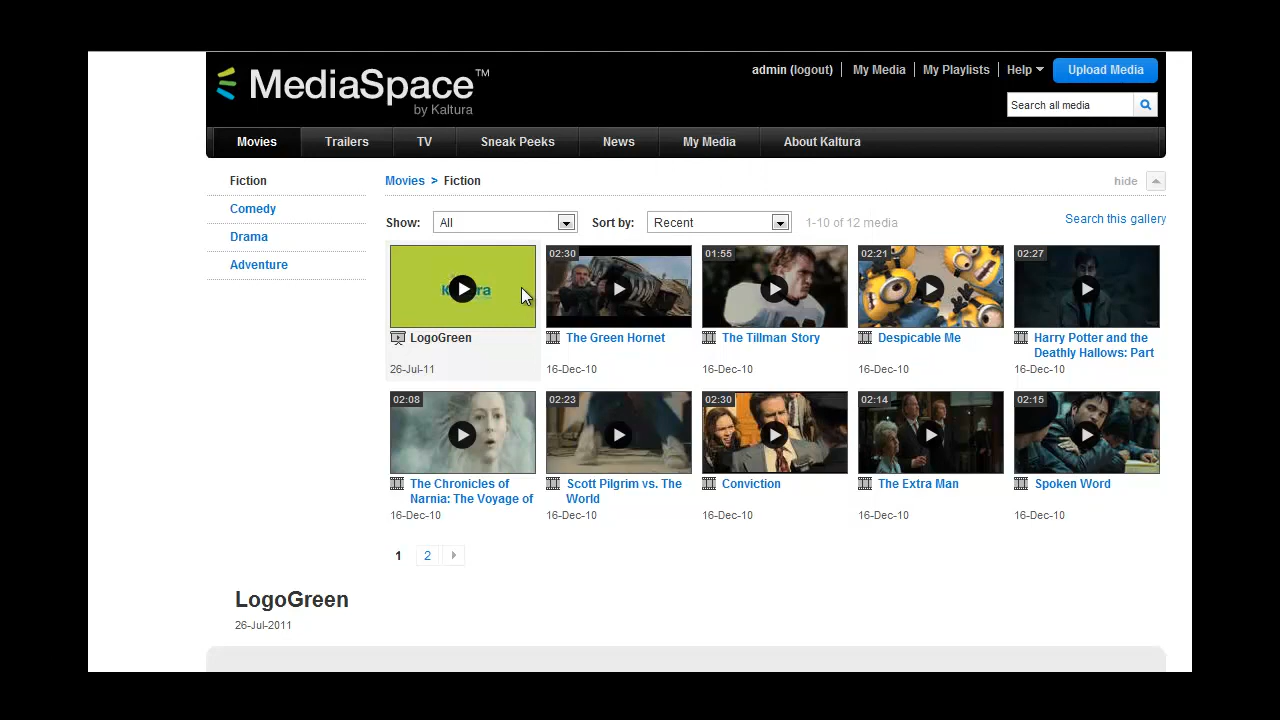 MediaSpace™
by Kaltura
admin (logout) My Media My Playlists Help Upload Media
Search all media
Movies Trailers TV Sneak Peeks News My Media About Kaltura
Fiction
Comedy
Drama
Adventure
Movies > Fiction hide
Show: All Sort by: Recent 1-10 of 12 media Search this gallery
02:30 01:55 02:21 02:27
LogoGreen The Green Hornet The Tillman Story Despicable Me Harry Potter and the
Deathly Hallows: Part
26-Jul-11 16-Dec-10 16-Dec-10 16-Dec-10 16-Dec-10
02:08 02:23 02:30 02:14 02:15
The Chronicles of Scott Pilgrim vs. The Conviction The Extra Man Spoken Word
Narnia: The Voyage of World
16-Dec-10 16-Dec-10 16-Dec-10 16-Dec-10 16-Dec-10
1 2
LogoGreen
26-Jul-2011